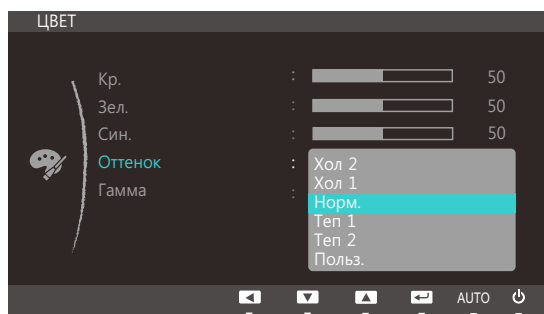 ЦВЕТ
Кр. : 50
Зел. : 50
Син. : 50
Оттенок :
Хол 2
Хол 1
Норм.
Теп 1
Теп 2
Польз.
Гамма :
AUTO